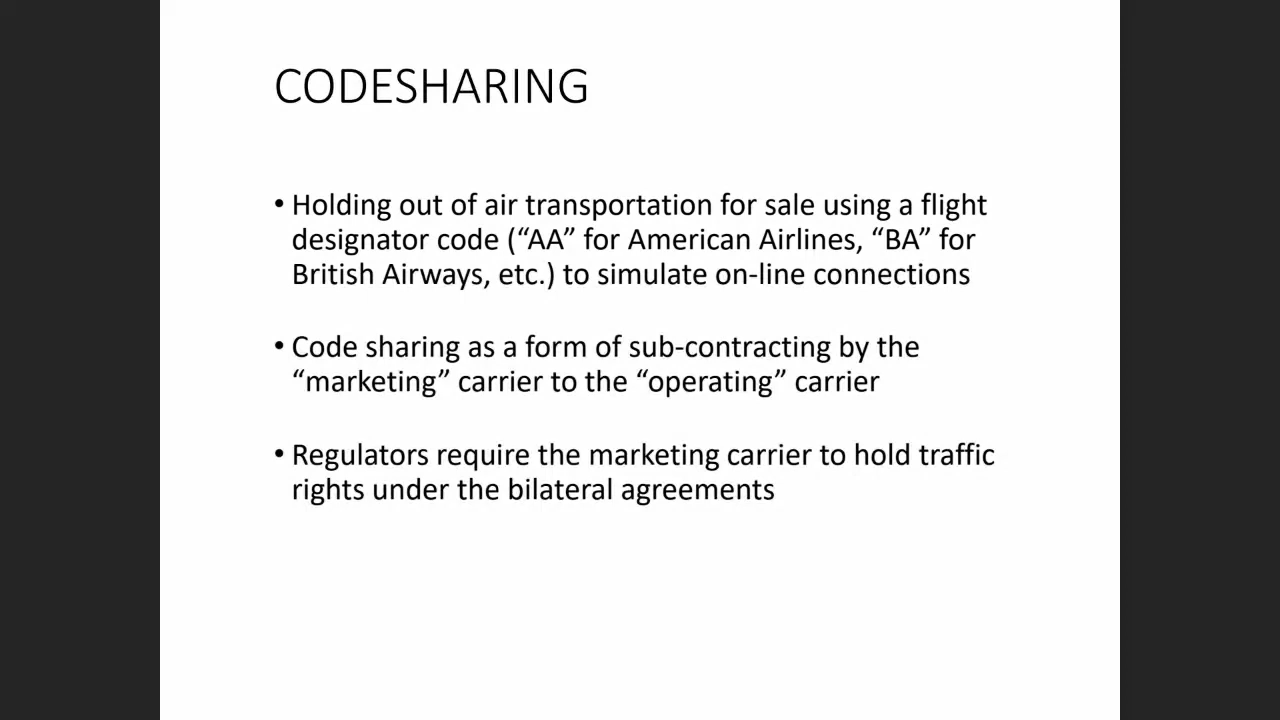 CODESHARING
• Holding out of air transportation for sale using a flight
designator code (“AA” for American Airlines, “BA” for
British Airways, etc.) to simulate on-line connections
• Code sharing as a form of sub-contracting by the
“marketing” carrier to the “operating” carrier
• Regulators require the marketing carrier to hold traffic
rights under the bilateral agreements